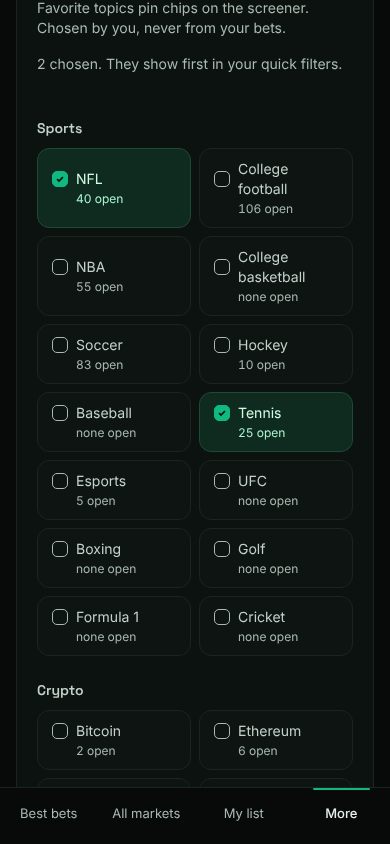 Favorite topics pin chips on the screener.
Chosen by you, never from your bets.
2 chosen. They show first in your quick filters.
Sports
NFL
40 open
College
football
106 open
NBA
55 open
College
basketball
none open
Soccer
83 open
Hockey
10 open
Baseball
none open
Tennis
25 open
Esports
5 open
UFC
none open
Boxing
none open
Golf
none open
Formula 1
none open
Cricket
none open
Crypto
Bitcoin
2 open
Ethereum
6 open
Best bets
All markets
My list
More